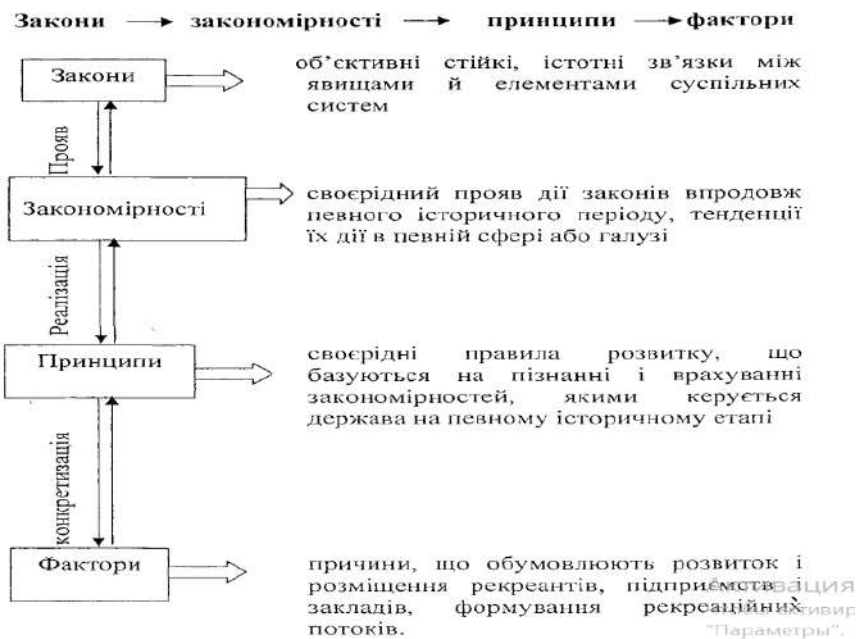 Закони → закономірності → принципи → фактори
Закони
об'єктивні стійкі, істотні зв'язки між
явищами й елементами суспільних
систем
Прояв
Закономірності
своєрідний прояв дії законів впродовж
певного історичного періоду, тенденції
їх дії в певній сфері або галузі
Реалізація
Принципи
своєрідні правила розвитку, що
базуються на пізнанні і врахуванні
закономірностей, якими керується
держава на певному історичному етапі
конкретизація
Фактори
причини, що обумовлюють розвиток і
розміщення рекреантів, підприємств і
закладів, формування рекреаційних
потоків.
Активация
активир
"Параметры".